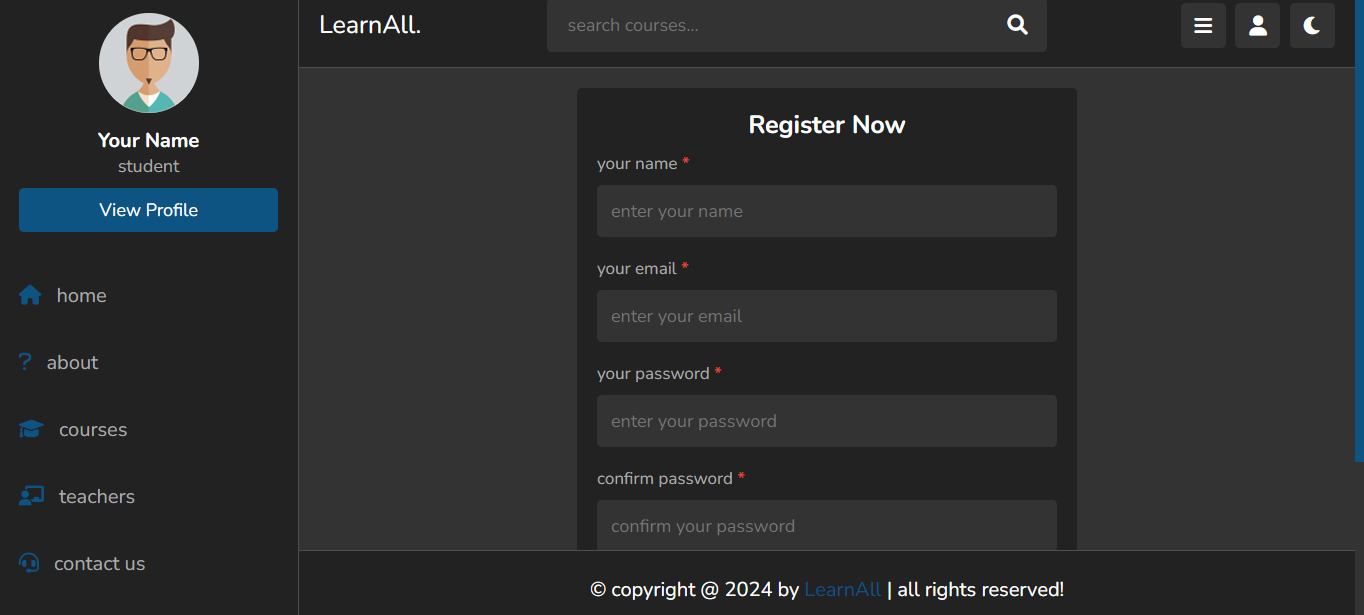 Your Name
student
View Profile
home
about
courses
teachers
contact us
LearnAll.
search courses...
Register Now
your name *
enter your name
your email *
enter your email
your password *
enter your password
confirm password *
confirm your password
© copyright @ 2024 by LearnAll | all rights reserved!